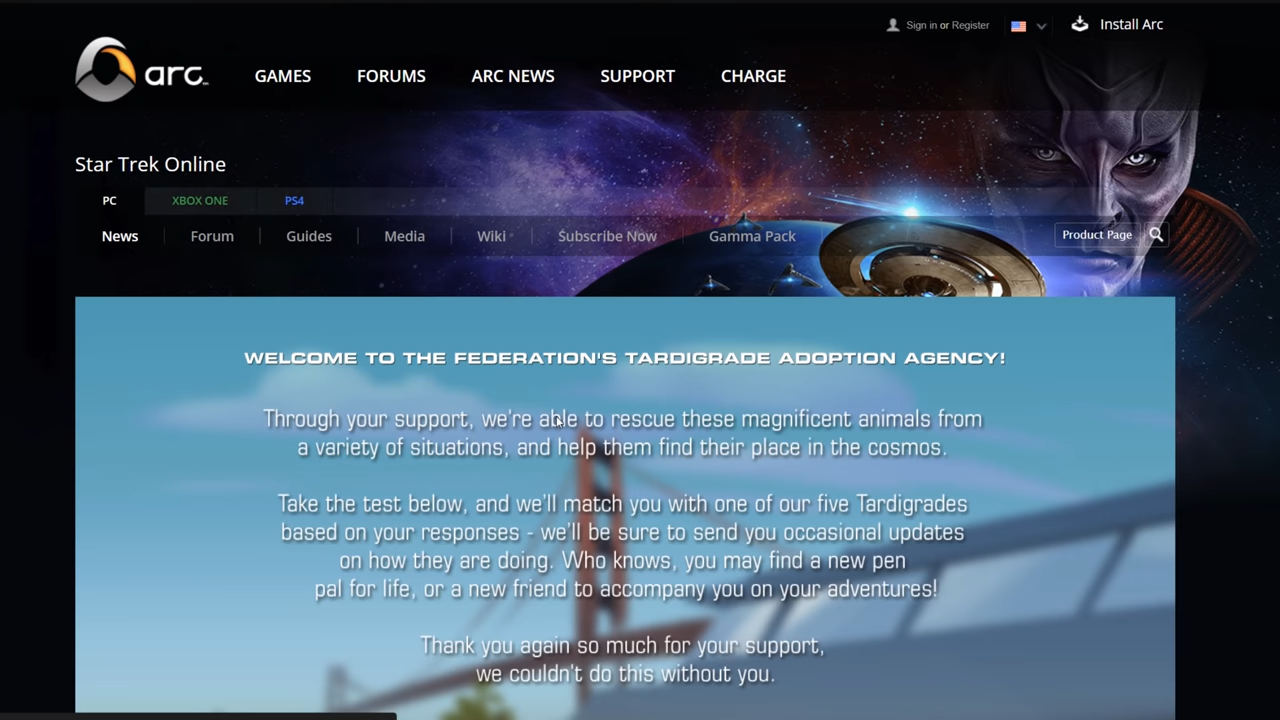 Sign in or Register
Install Arc
arc
GAMES FORUMS ARC NEWS SUPPORT CHARGE
Star Trek Online
PC XBOX ONE PS4
News Forum Guides Media Wiki Subscribe Now Gamma Pack Product Page
WELCOME TO THE FEDERATION'S TARDIGRADE ADOPTION AGENCY!
Through your support, we're able to rescue these magnificent animals from
a variety of situations, and help them find their place in the cosmos.
Take the test below, and we'll match you with one of our five Tardigrades
based on your responses - we'll be sure to send you occasional updates
on how they are doing. Who knows, you may find a new pen
pal for life, or a new friend to accompany you on your adventures!
Thank you again so much for your support,
we couldn't do this without you.